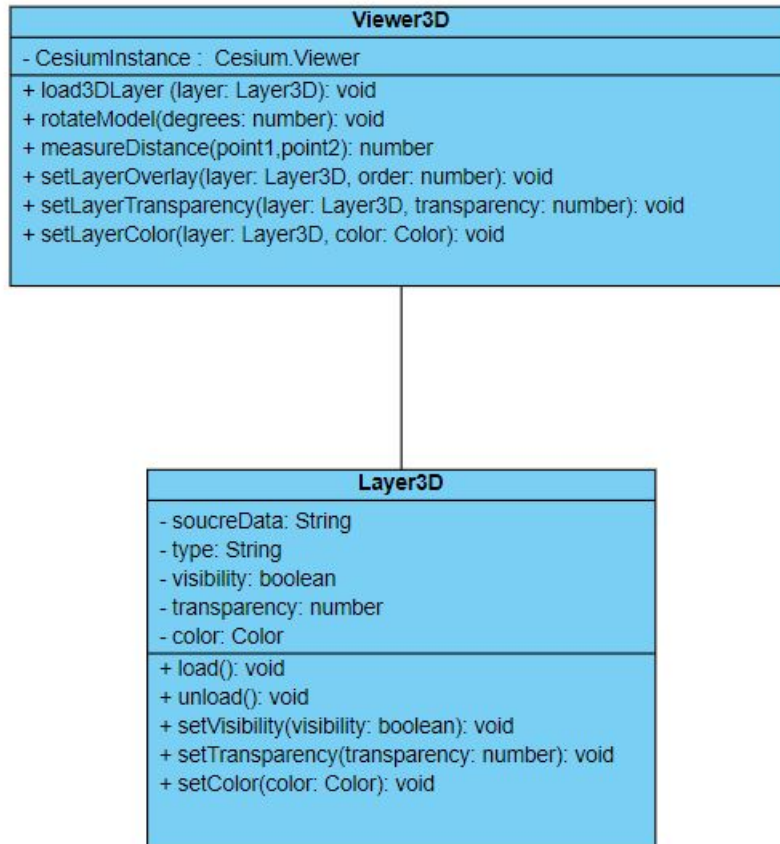 Viewer3D
- CesiumInstance : Cesium.Viewer
+ load3DLayer (layer: Layer3D): void
+ rotateModel(degrees: number): void
+ measureDistance(point1,point2): number
+ setLayerOverlay(layer: Layer3D, order: number): void
+ setLayerTransparency(layer: Layer3D, transparency: number): void
+ setLayerColor(layer: Layer3D, color: Color): void
Layer3D
- soucreData: String
- type: String
- visibility: boolean
- transparency: number
- color: Color
+ load(): void
+ unload(): void
+ setVisibility(visibility: boolean): void
+ setTransparency(transparency: number): void
+ setColor(color: Color): void